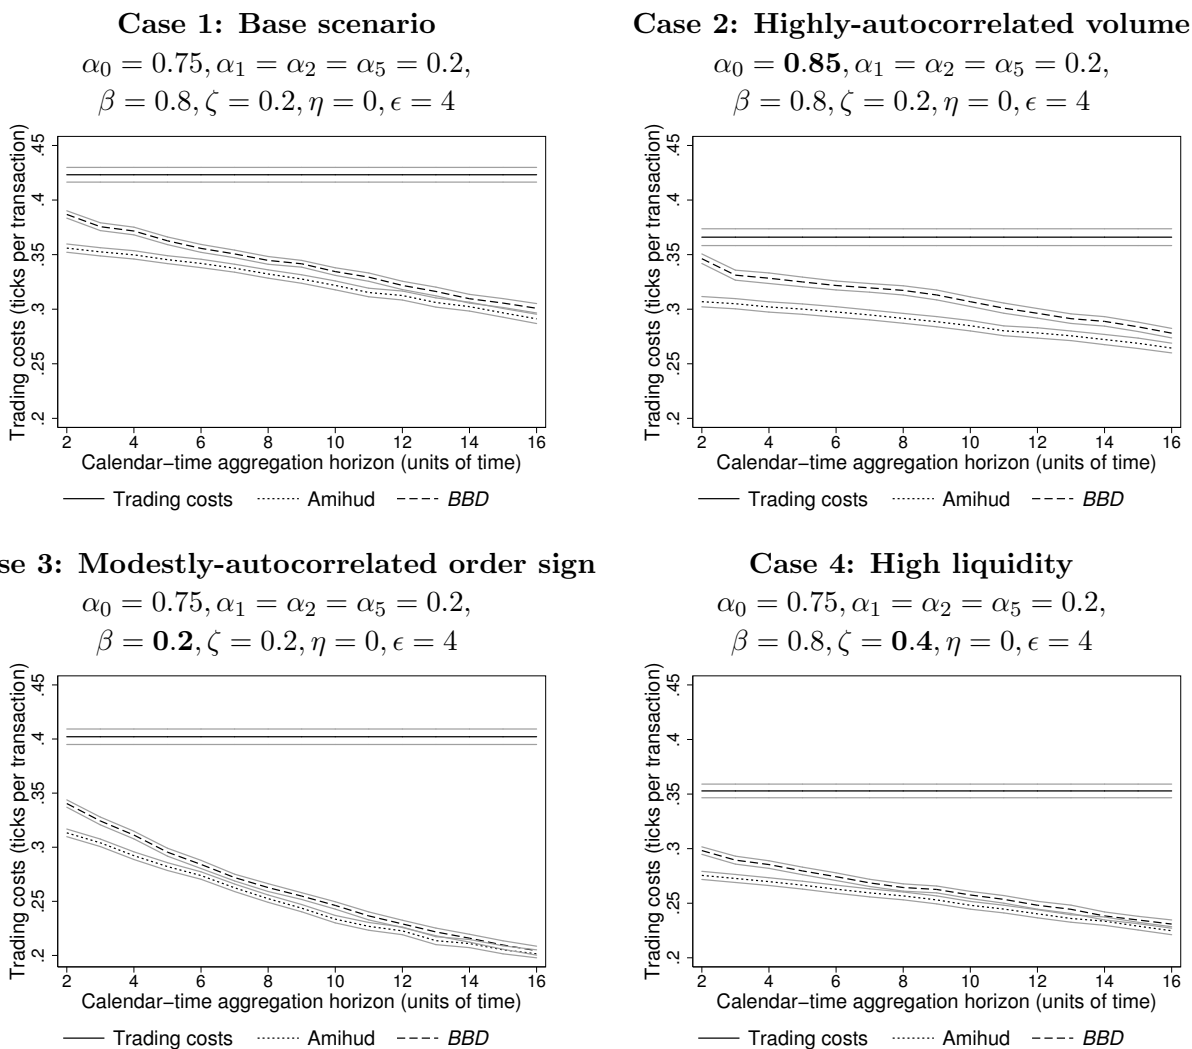 Case 1: Base scenario
α₀ = 0.75, α₁ = α₂ = α₅ = 0.2,
β = 0.8, ζ = 0.2, η = 0, ϵ = 4
Trading costs (ticks per transaction)
.45
.4
.35
.3
.25
.2
2 4 6 8 10 12 14 16
Calendar−time aggregation horizon (units of time)
Trading costs Amihud BBD
Case 2: Highly-autocorrelated volume
α₀ = 0.85, α₁ = α₂ = α₅ = 0.2,
β = 0.8, ζ = 0.2, η = 0, ϵ = 4
Trading costs (ticks per transaction)
.45
.4
.35
.3
.25
.2
2 4 6 8 10 12 14 16
Calendar−time aggregation horizon (units of time)
Trading costs Amihud BBD
se 3: Modestly-autocorrelated order sign
α₀ = 0.75, α₁ = α₂ = α₅ = 0.2,
β = 0.2, ζ = 0.2, η = 0, ϵ = 4
Trading costs (ticks per transaction)
.45
.4
.35
.3
.25
.2
2 4 6 8 10 12 14 16
Calendar−time aggregation horizon (units of time)
Trading costs Amihud BBD
Case 4: High liquidity
α₀ = 0.75, α₁ = α₂ = α₅ = 0.2,
β = 0.8, ζ = 0.4, η = 0, ϵ = 4
Trading costs (ticks per transaction)
.45
.4
.35
.3
.25
.2
2 4 6 8 10 12 14 16
Calendar−time aggregation horizon (units of time)
Trading costs Amihud BBD